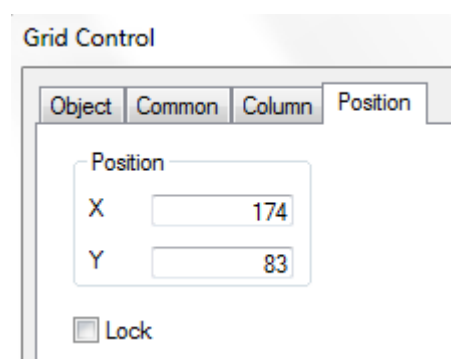 Grid Control
Object Common Column Position
Position
X 174
Y 83
Lock